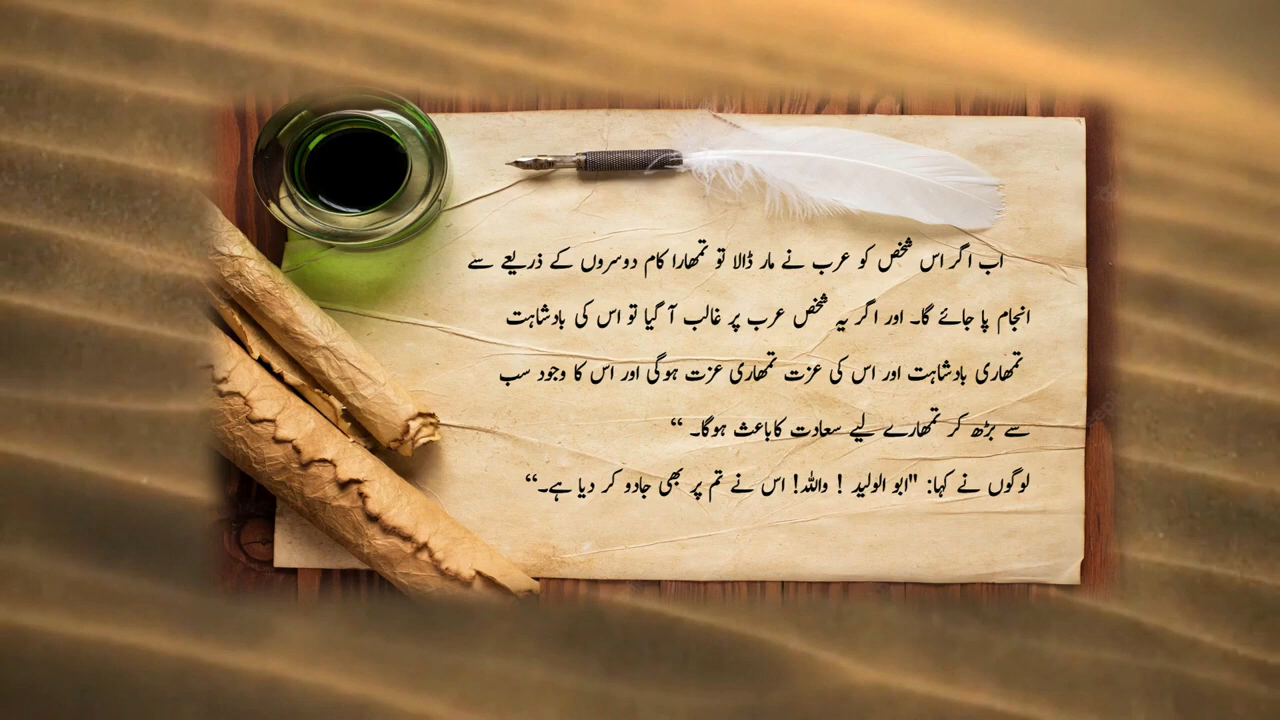 اب اگر اس شخص کو عرب نے مار ڈالا تو تمھارا کام دوسروں کے ذریعے سے
انجام پا جائے گا۔ اور اگر یہ شخص عرب پر غالب آ گیا تو اس کی بادشاہت
تمھاری بادشاہت اور اس کی عزت تمھاری عزت ہوگی اور اس کا وجود سب
سے بڑھ کر تمھارے لیے سعادت کاباعث ہوگا۔ “
لوگوں نے کہا: "ابو الولید ! واللہ! اس نے تم پر بھی جادو کر دیا ہے۔“